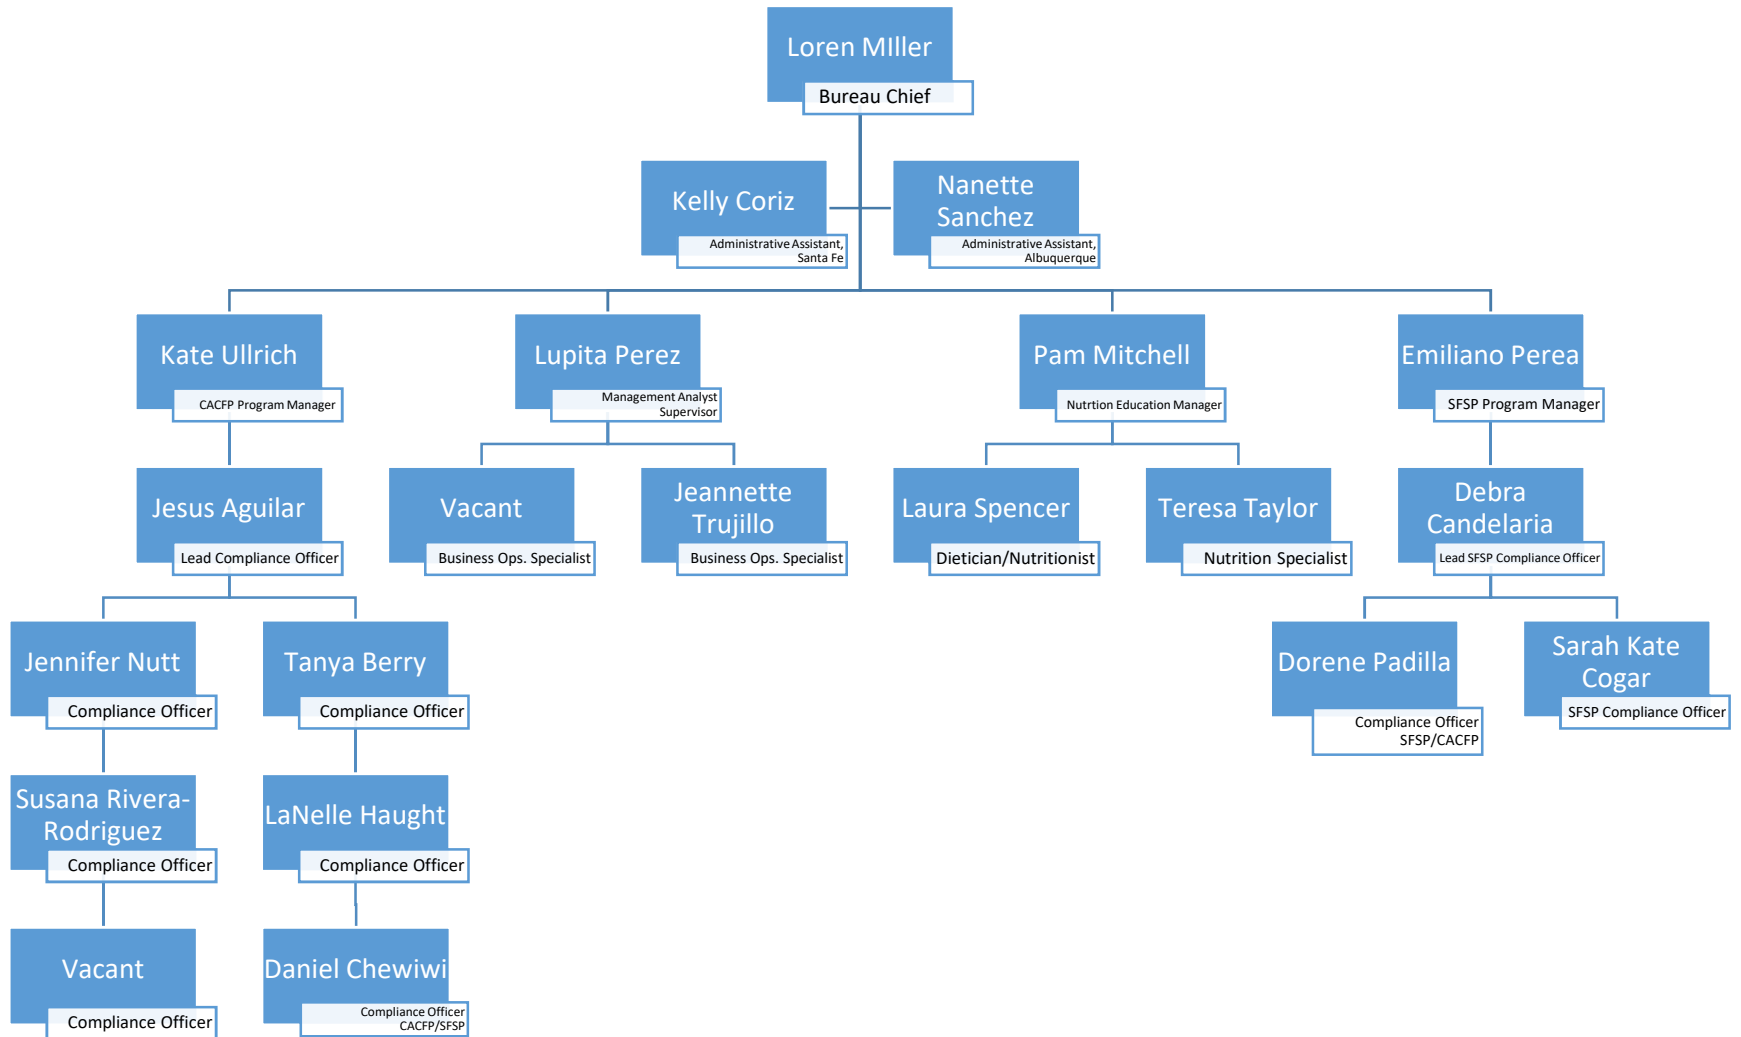 Loren MIller
Bureau Chief
Kelly Coriz
Administrative Assistant,
Santa Fe
Nanette
Sanchez
Administrative Assistant,
Albuquerque
Kate Ullrich
CACFP Program Manager
Lupita Perez
Management Analyst
Supervisor
Pam Mitchell
Nutrtion Education Manager
Emiliano Perea
SFSP Program Manager
Jesus Aguilar
Lead Compliance Officer
Vacant
Business Ops. Specialist
Jeannette
Trujillo
Business Ops. Specialist
Laura Spencer
Dietician/Nutritionist
Teresa Taylor
Nutrition Specialist
Debra
Candelaria
Lead SFSP Compliance Officer
Jennifer Nutt
Compliance Officer
Tanya Berry
Compliance Officer
Dorene Padilla
Compliance Officer
SFSP/CACFP
Sarah Kate
Cogar
SFSP Compliance Officer
Susana Rivera-
Rodriguez
Compliance Officer
LaNelle Haught
Compliance Officer
Vacant
Compliance Officer
Daniel Chewiwi
Compliance Officer
CACFP/SFSP